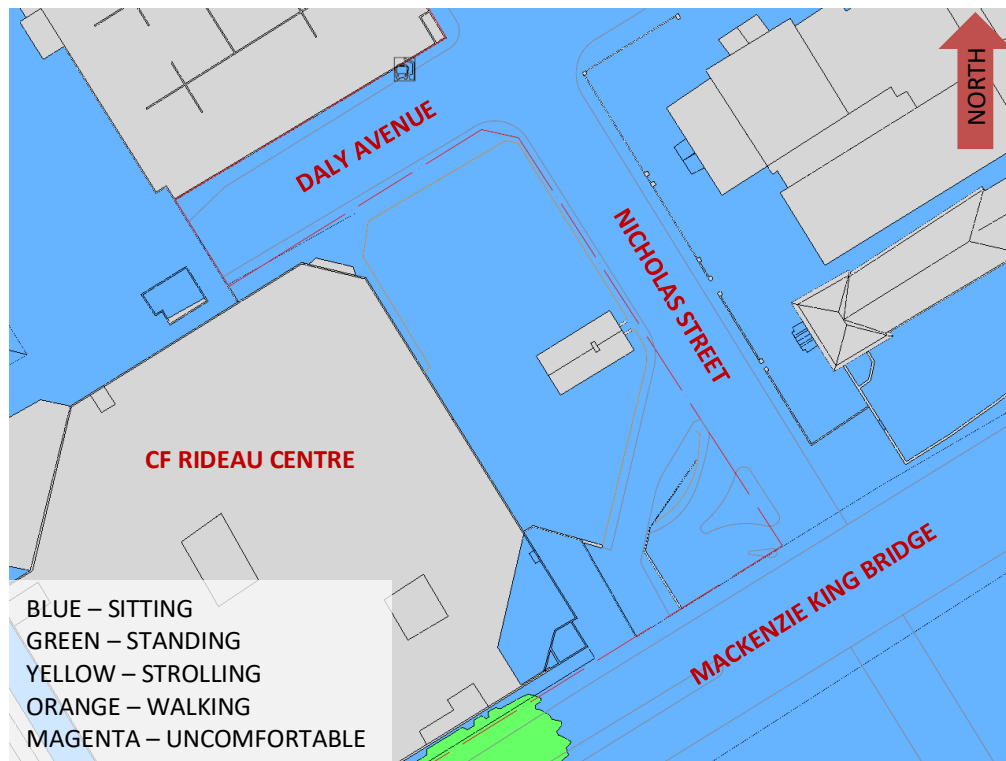 NORTH
DALY AVENUE
NICHOLAS STREET
CF RIDEAU CENTRE
MACKENZIE KING BRIDGE
BLUE – SITTING
GREEN – STANDING
YELLOW – STROLLING
ORANGE – WALKING
MAGENTA – UNCOMFORTABLE